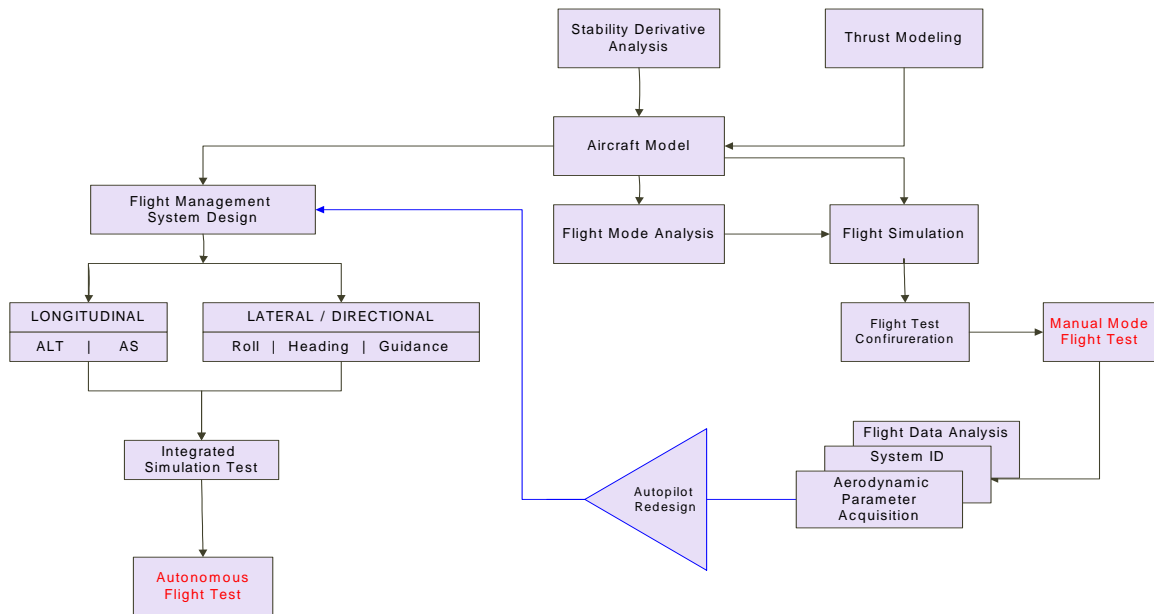 Stability Derivative
Analysis
Thrust Modeling
Aircraft Model
Flight Management
System Design
Flight Mode Analysis
Flight Simulation
LONGITUDINAL
ALT | AS
LATERAL / DIRECTIONAL
Roll | Heading | Guidance
Flight Test
Confirureration
Manual Mode
Flight Test
Integrated
Simulation Test
Flight Data Analysis
System ID
Aerodynamic
Parameter
Acquisition
Autopilot
Redesign
Autonomous
Flight Test